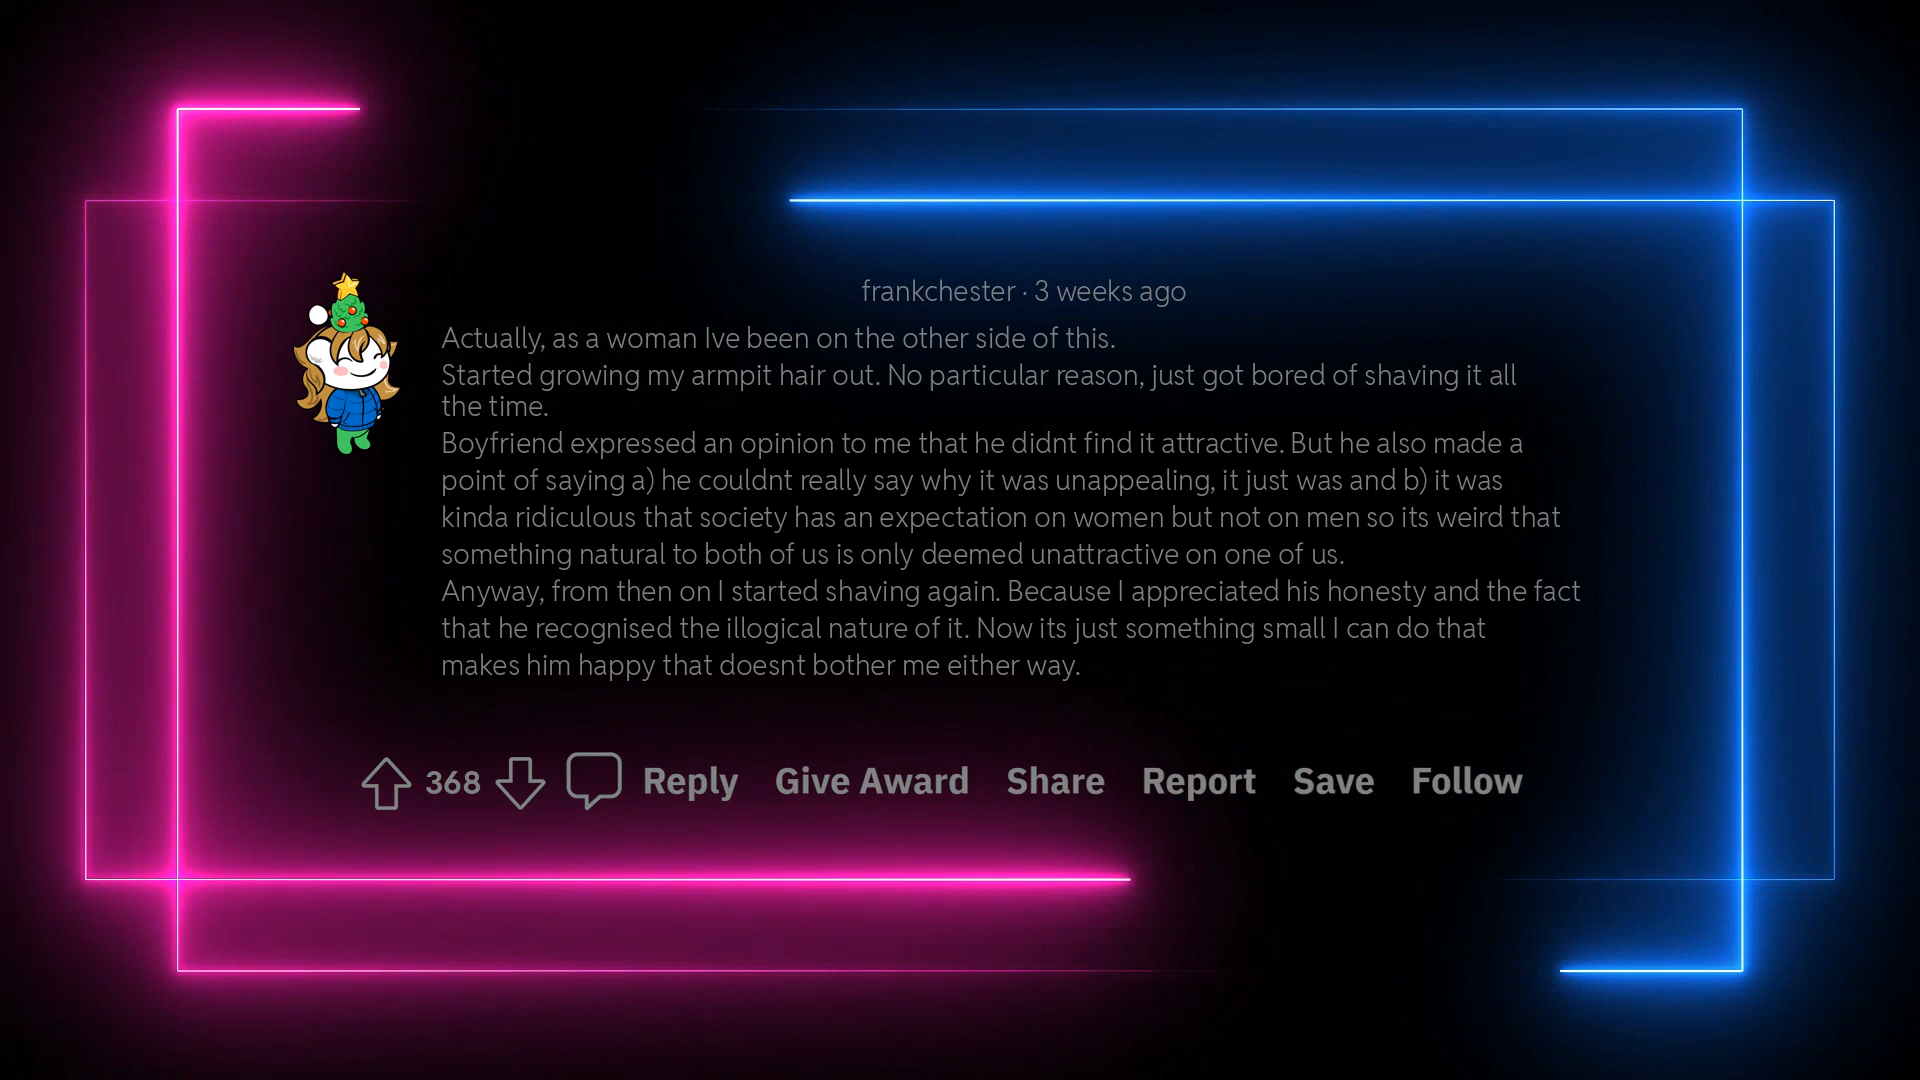 frankchester · 3 weeks ago
Actually, as a woman Ive been on the other side of this.
Started growing my armpit hair out. No particular reason, just got bored of shaving it all
the time.
Boyfriend expressed an opinion to me that he didnt find it attractive. But he also made a
point of saying a) he couldnt really say why it was unappealing, it just was and b) it was
kinda ridiculous that society has an expectation on women but not on men so its weird that
something natural to both of us is only deemed unattractive on one of us.
Anyway, from then on I started shaving again. Because I appreciated his honesty and the fact
that he recognised the illogical nature of it. Now its just something small I can do that
makes him happy that doesnt bother me either way.
368 Reply Give Award Share Report Save Follow